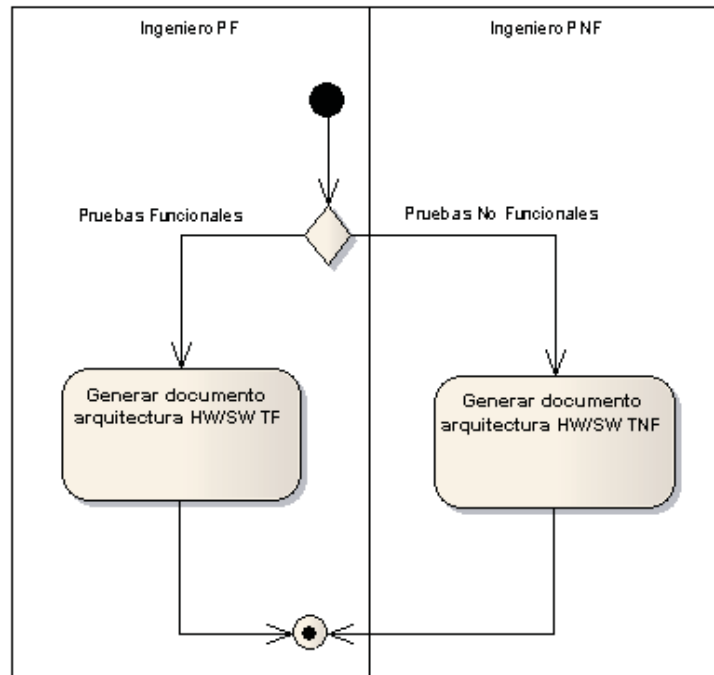 Ingeniero PF
Ingeniero PNF
Pruebas Funcionales
Pruebas No Funcionales
Generar documento
arquitectura HW/SW TF
Generar documento
arquitectura HW/SW TNF